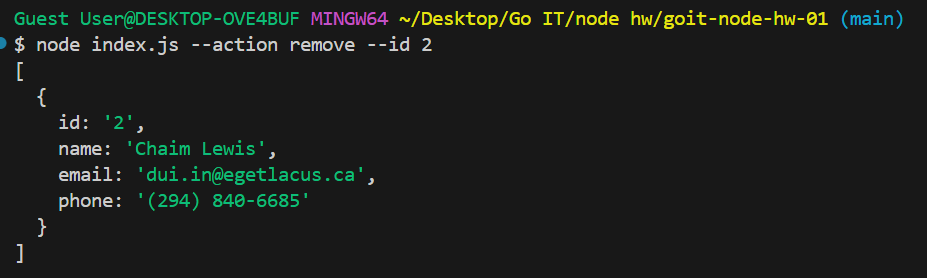 Guest User@DESKTOP-OVE4BUF MINGW64 ~/Desktop/Go IT/node hw/goit-node-hw-01 (main)
$ node index.js --action remove --id 2
[
  {
    id: '2',
    name: 'Chaim Lewis',
    email: 'dui.in@egetlacus.ca',
    phone: '(294) 840-6685'
  }
]